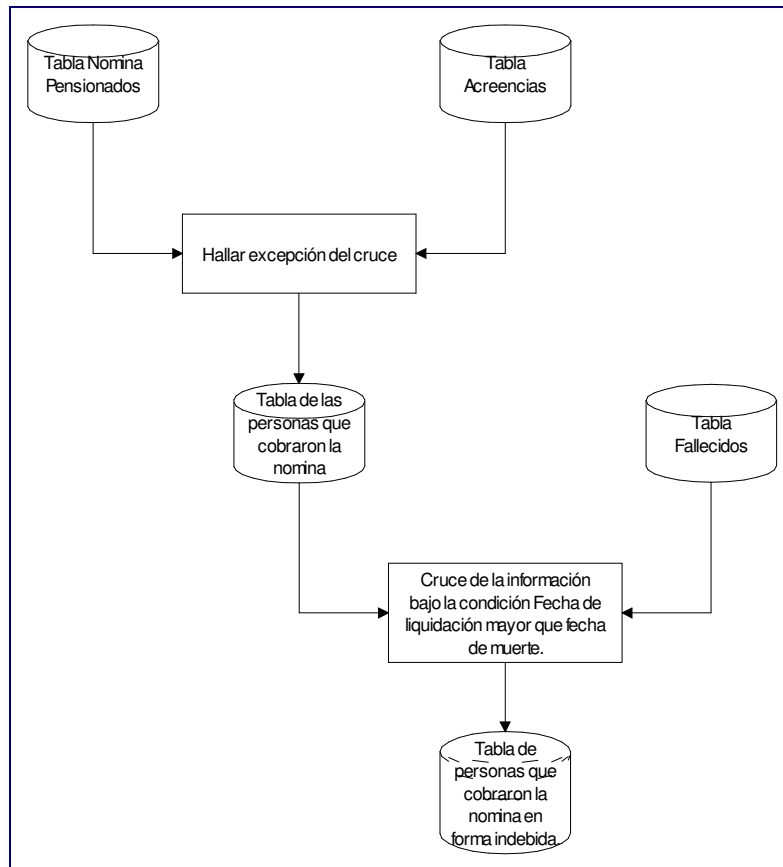 Tabla Nomina
Pensionados
Tabla
Acreencias
Hallar excepción del cruce
Tabla de las
personas que
cobraron la
nomina
Tabla
Fallecidos
Cruce de la información
bajo la condición Fecha de
liquidación mayor que fecha
de muerte.
Tabla de
personas que
cobraron la
nomina en
forma indebida.